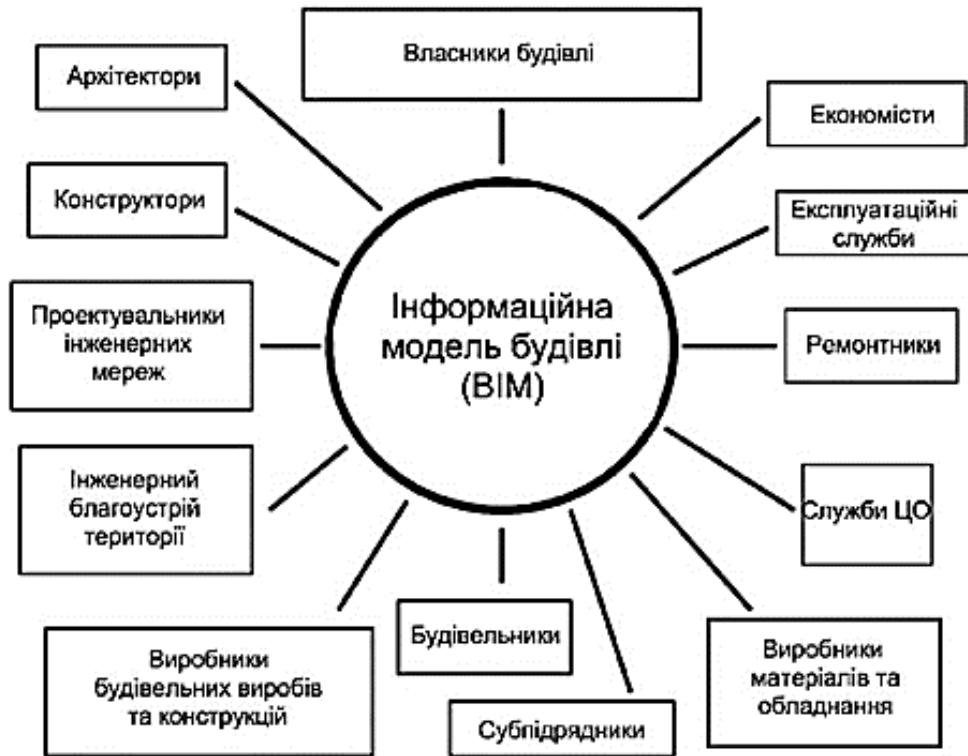 Власники будівлі
Архітектори
Економісти
Конструктори
Експлуатаційні
служби
Інформаційна
модель будівлі
(BIM)
Проектувальники
інженерних
мереж
Ремонтники
Інженерний
благоустрій
території
Служби ЦО
Будівельники
Виробники
будівельних виробів
та конструкцій
Виробники
матеріалів та
обладнання
Субпідрядники